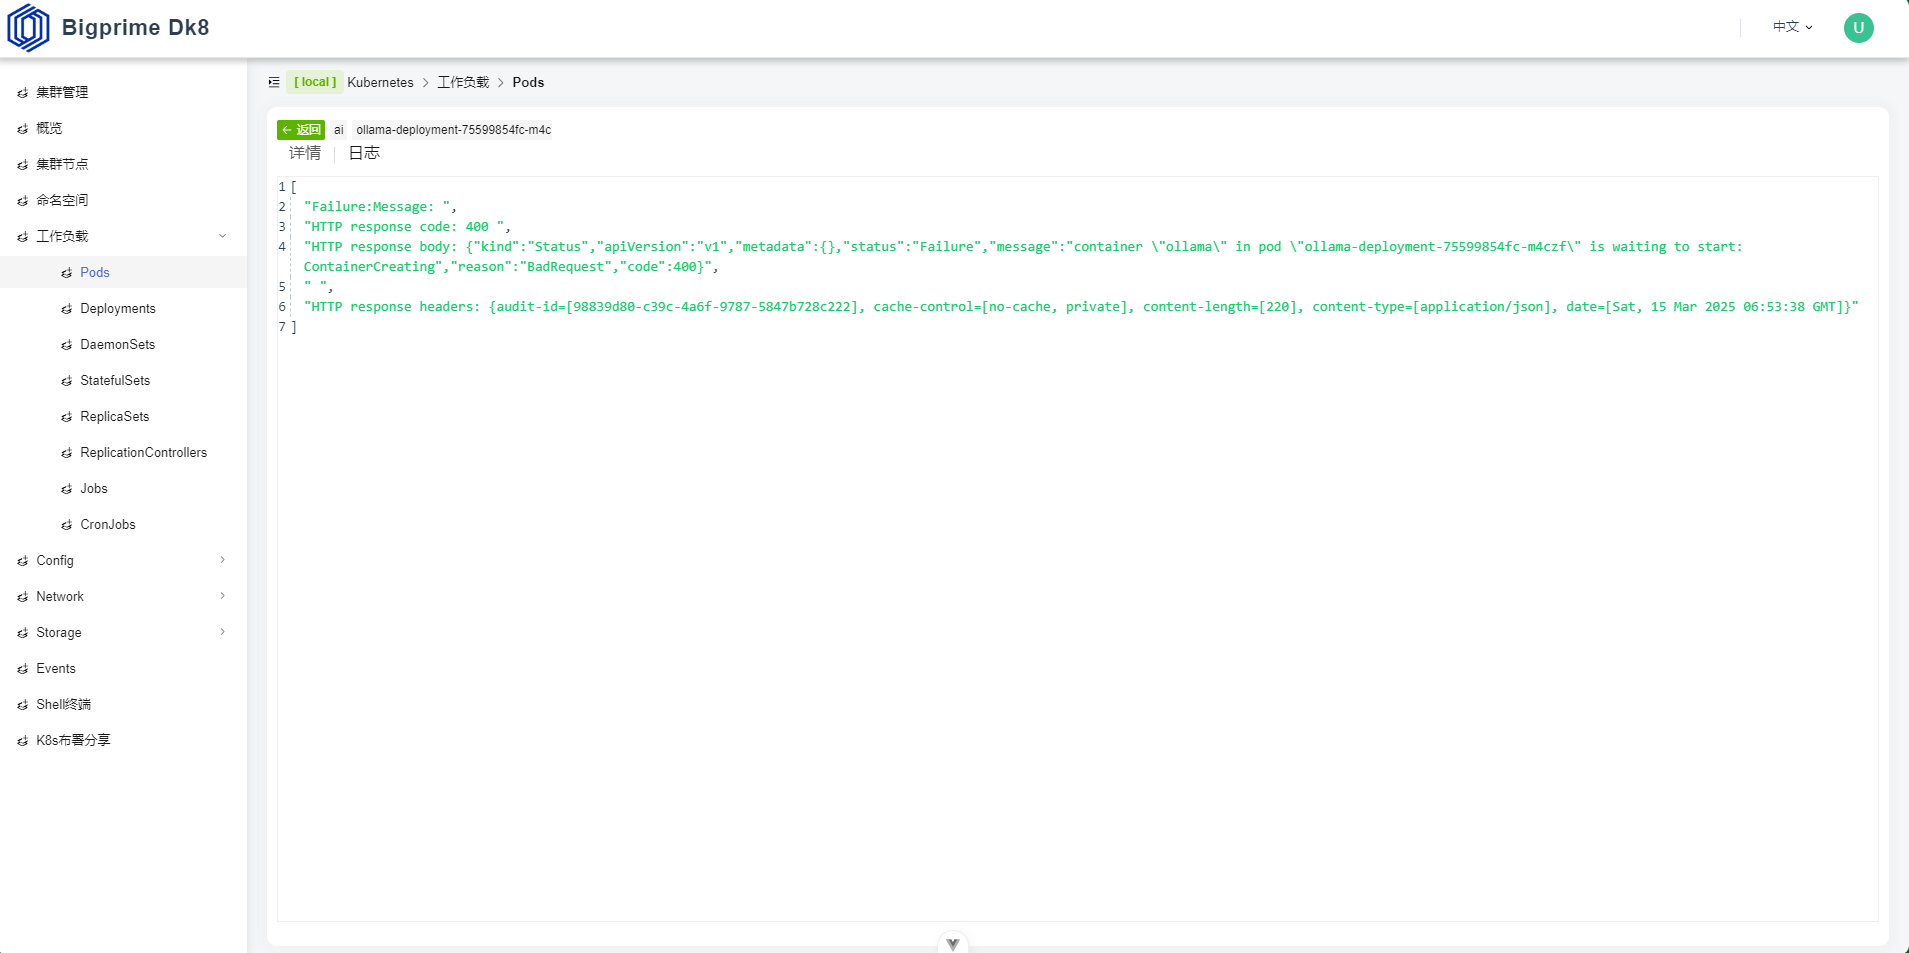 Bigprime Dk8
中文
U
集群管理
概览
集群节点
命名空间
工作负载
Pods
Deployments
DaemonSets
StatefulSets
ReplicaSets
ReplicationControllers
Jobs
CronJobs
Config
Network
Storage
Events
Shell终端
K8s布署分享
[ local ] Kubernetes > 工作负载 > Pods
返回 ai ollama-deployment-75599854fc-m4c
详情 日志
1 [
2 "Failure:Message: ",
3 "HTTP response code: 400 ",
4 "HTTP response body: {"kind":"Status","apiVersion":"v1","metadata":{},"status":"Failure","message":"container \"ollama\" in pod \"ollama-deployment-75599854fc-m4czf\" is waiting to start:
ContainerCreating","reason":"BadRequest","code":400}",
5 " ",
6 "HTTP response headers: {audit-id=[98839d80-c39c-4a6f-9787-5847b728c222], cache-control=[no-cache, private], content-length=[220], content-type=[application/json], date=[Sat, 15 Mar 2025 06:53:38 GMT]}"
7 ]